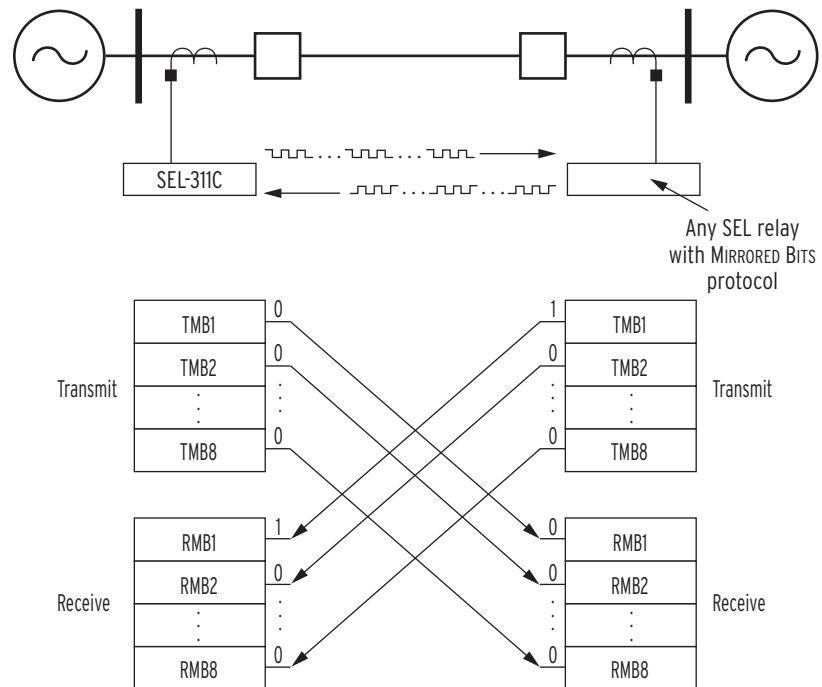 SEL-311C
Any SEL relay
with MIRRORED BITS
protocol
0
1
TMB1
TMB1
0
0
TMB2
TMB2
Transmit
Transmit
0
0
TMB8
TMB8
1
0
RMB1
RMB1
0
0
RMB2
RMB2
Receive
Receive
0
0
RMB8
RMB8